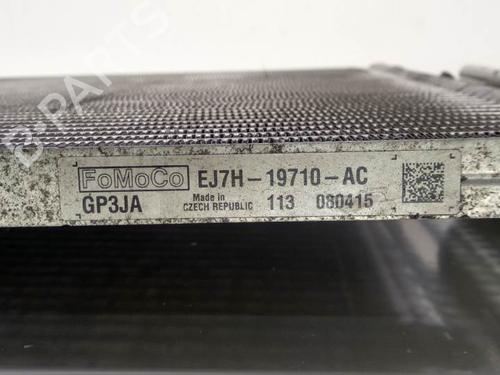 FoMoCo EJ7H-19710-AC
GP3JA Made in CZECH REPUBLIC 113 080415
B-PARTS